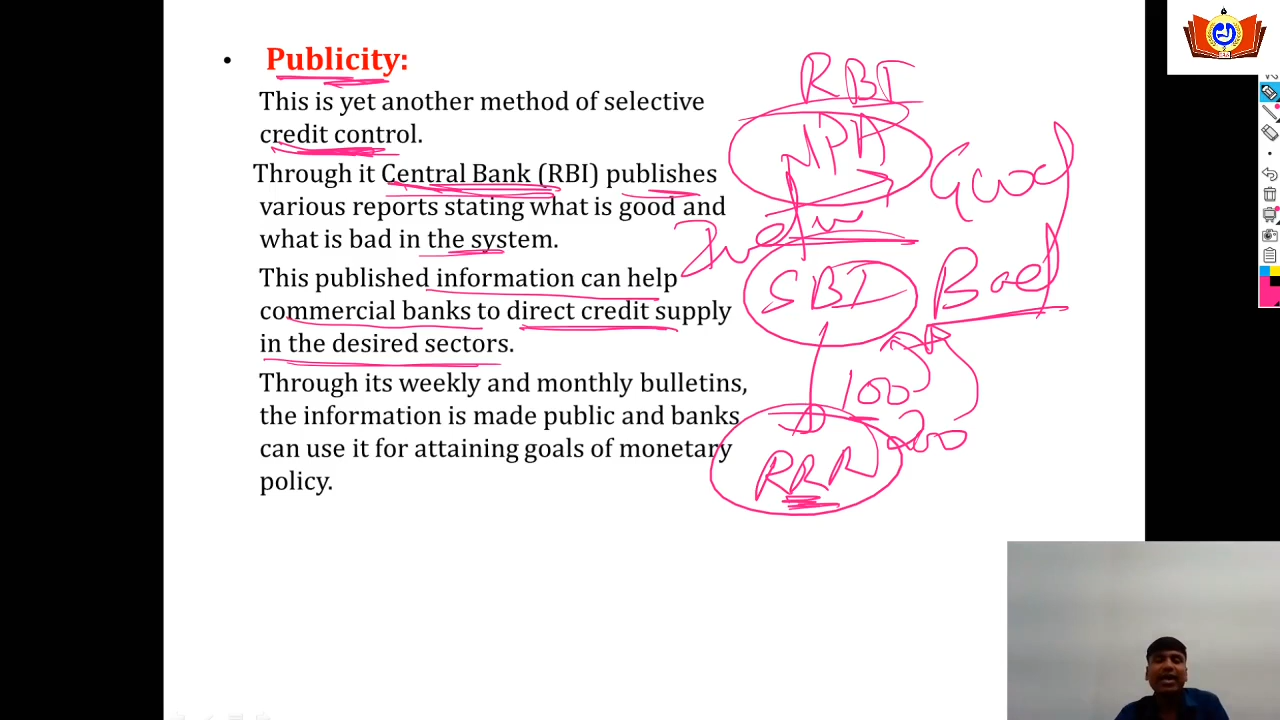 • Publicity:
This is yet another method of selective
credit control.
Through it Central Bank (RBI) publishes
various reports stating what is good and
what is bad in the system.
This published information can help
commercial banks to direct credit supply
in the desired sectors.
Through its weekly and monthly bulletins,
the information is made public and banks
can use it for attaining goals of monetary
policy.
RBI
NPA
Good
SBI
Bad
100
200
RRR